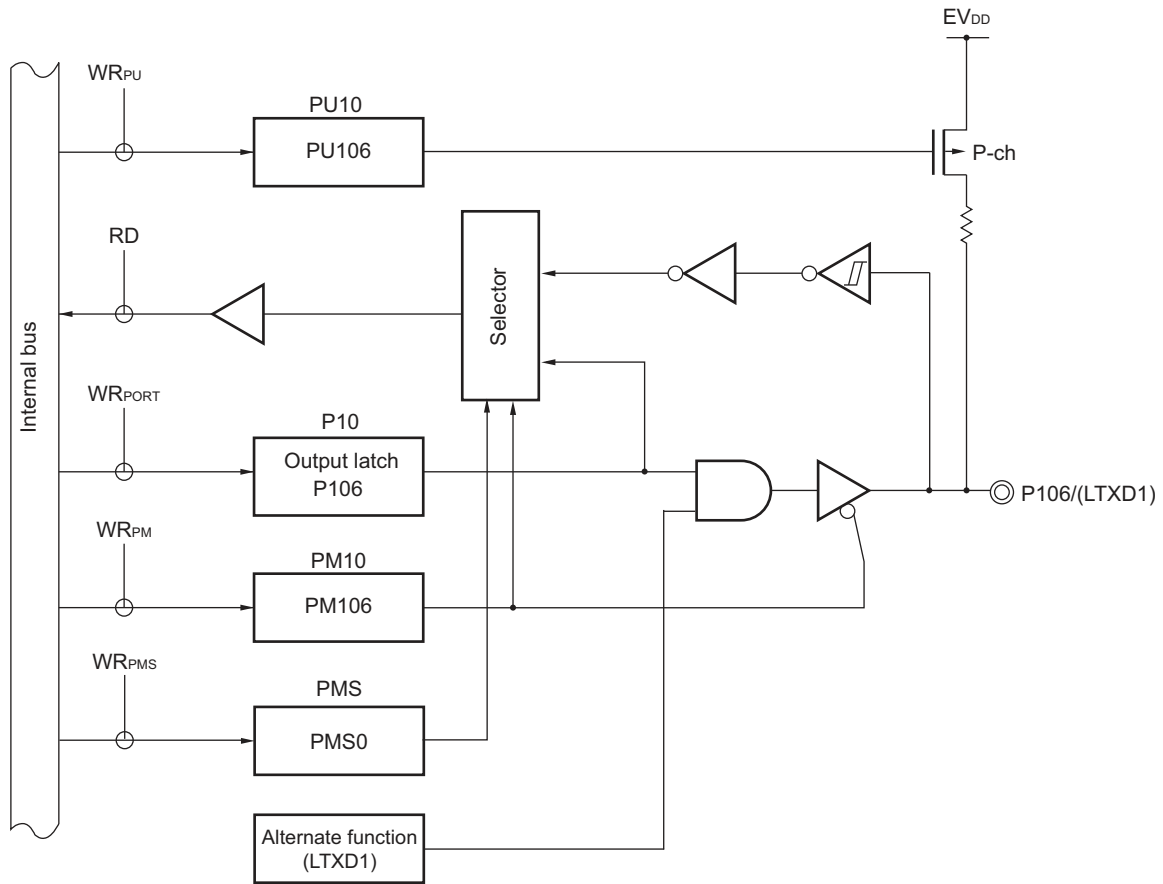 EVDD
WRPU
PU10
PU106
P-ch
RD
Selector
Internal bus
WRPORT
P10
Output latch
P106
P106/(LTXD1)
WRPM
PM10
PM106
WRPMS
PMS
PMS0
Alternate function
(LTXD1)